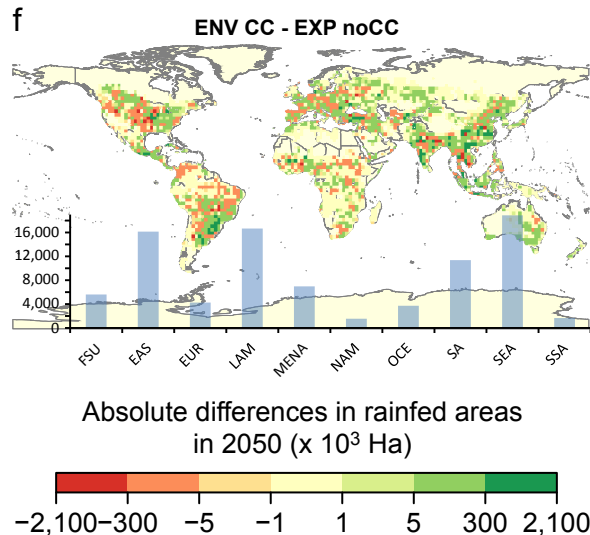 f
ENV CC - EXP noCC
16,000
12,000
8,000
4,000
0
FSU EAS EUR LAM MENA NAM OCE SA SEA SSA
Absolute differences in rainfed areas
in 2050 (x 10³ Ha)
−2,100 −300 −5 −1 1 5 300 2,100